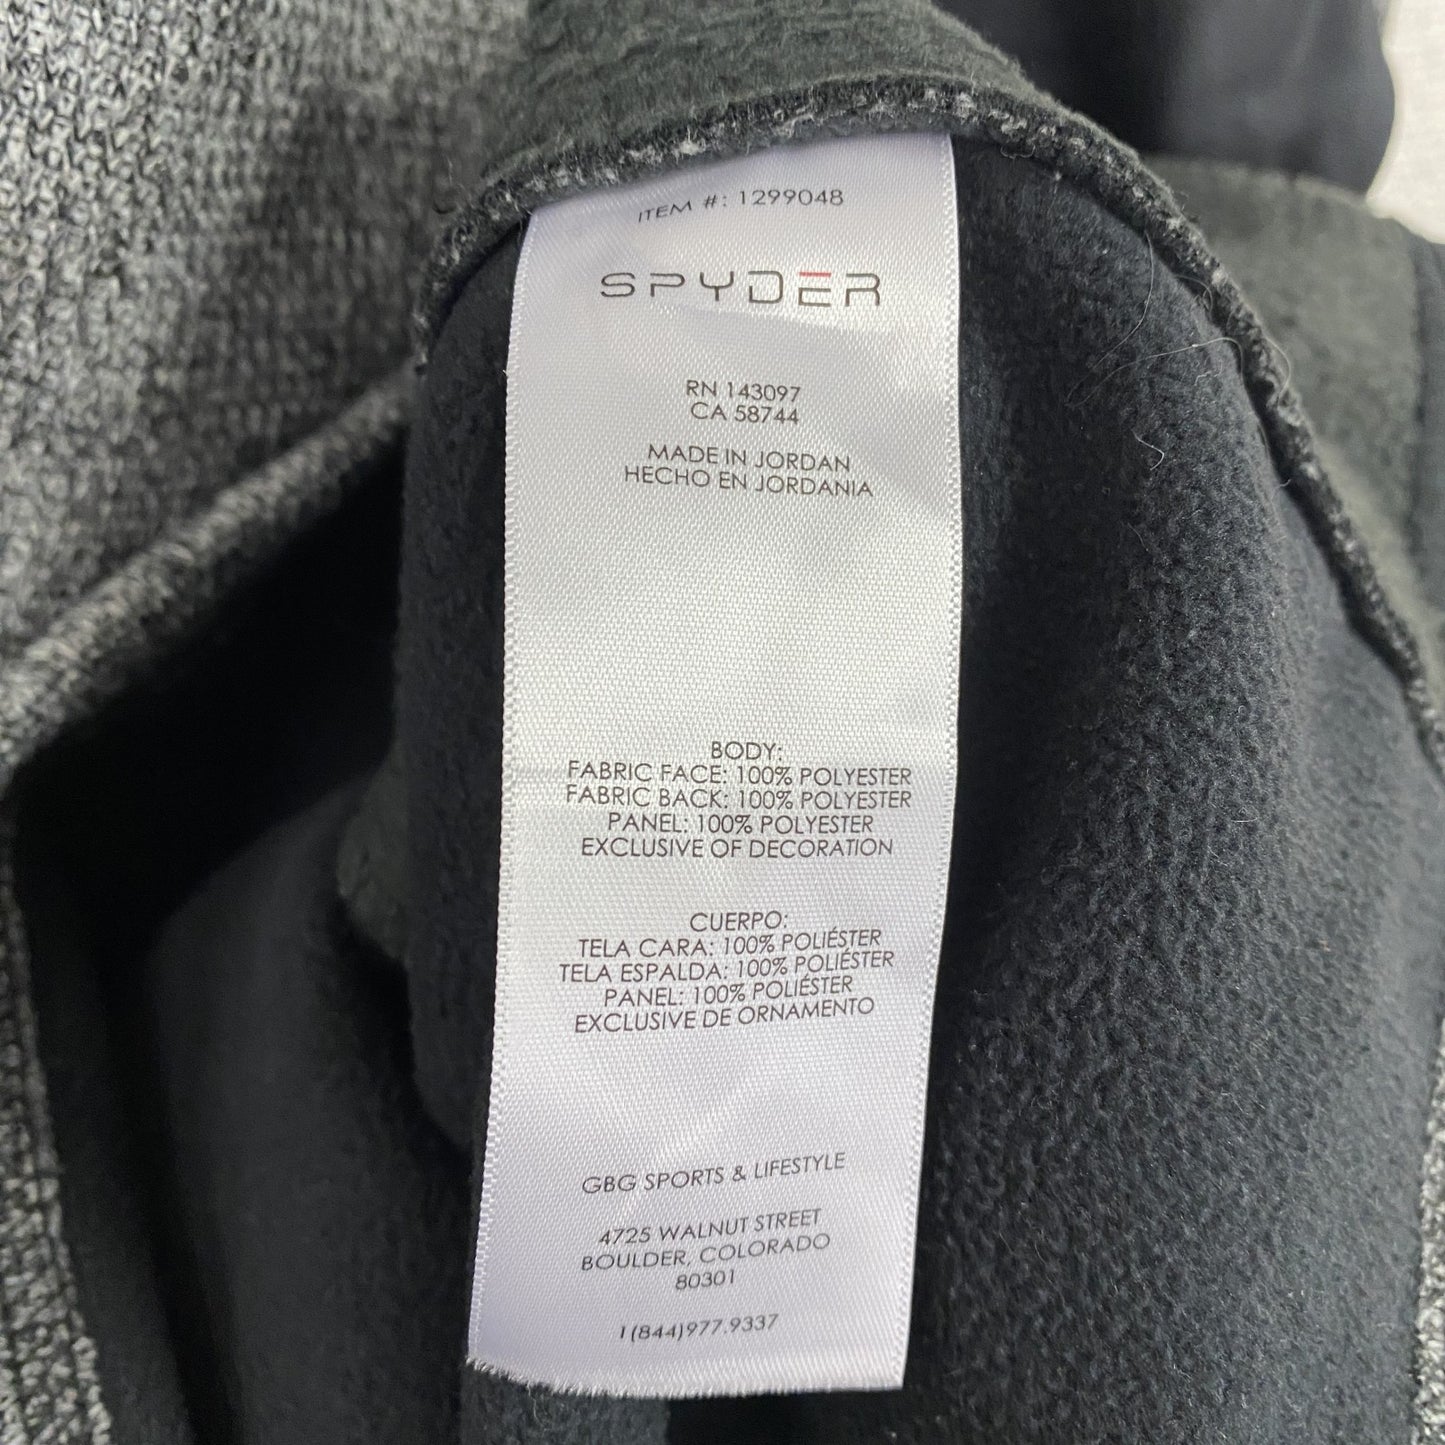 ITEM #: 1299048
SPYDER
RN 143097
CA 58744
MADE IN JORDAN
HECHO EN JORDANIA
BODY:
FABRIC FACE: 100% POLYESTER
FABRIC BACK: 100% POLYESTER
PANEL: 100% POLYESTER
EXCLUSIVE OF DECORATION
CUERPO:
TELA CARA: 100% POLIÉSTER
TELA ESPALDA: 100% POLIÉSTER
PANEL: 100% POLIÉSTER
EXCLUSIVE DE ORNAMENTO
GBG SPORTS & LIFESTYLE
4725 WALNUT STREET
BOULDER, COLORADO
80301
1(844)977.9337